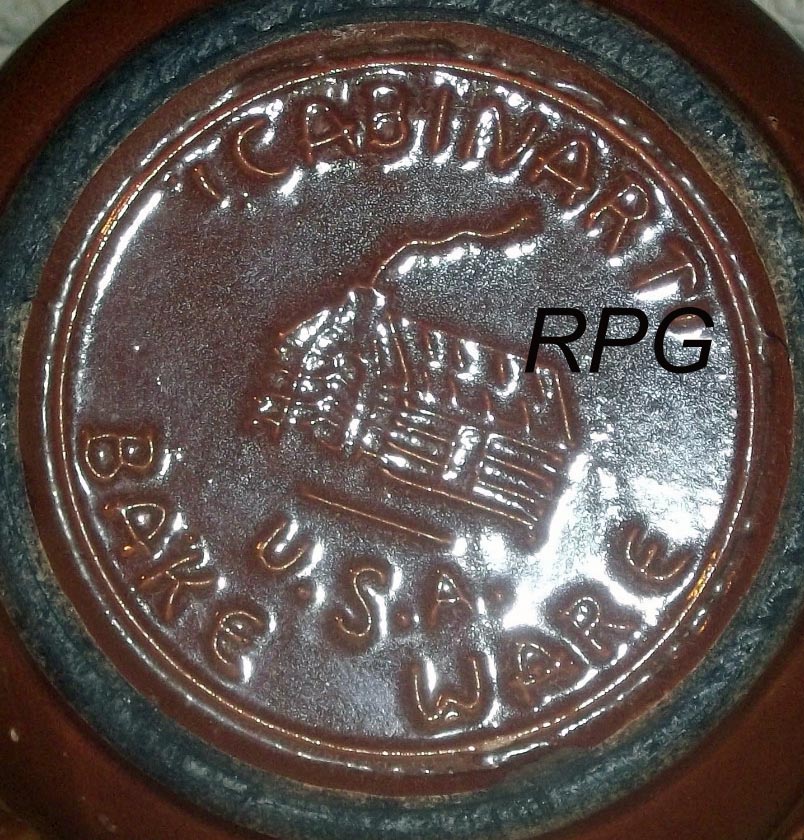 "CABINART"
RPG
U.S.A.
BAKE WARE